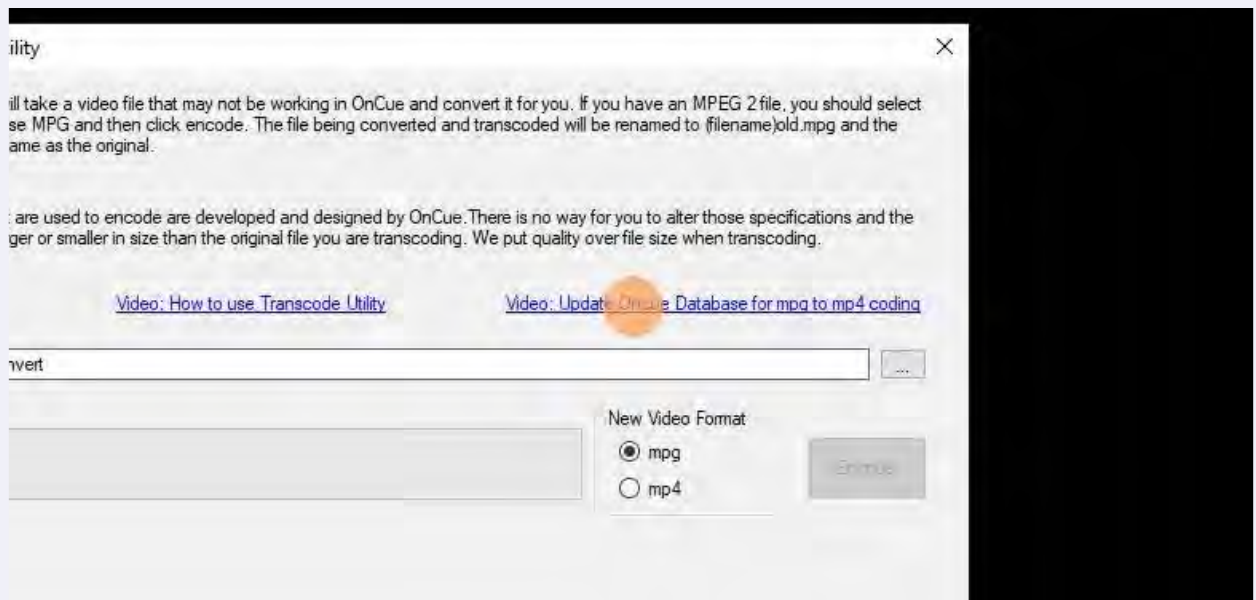 ility
ill take a video file that may not be working in OnCue and convert it for you. If you have an MPEG 2 file, you should select
se MPG and then click encode. The file being converted and transcoded will be renamed to (filename)old.mpg and the
ame as the original.
are used to encode are developed and designed by OnCue.There is no way for you to alter those specifications and the
ger or smaller in size than the original file you are transcoding. We put quality over file size when transcoding.
Video: How to use Transcode Utility
Video: Update Oncue Database for mpg to mp4 coding
nvert
...
New Video Format
mpg
Encode
mp4